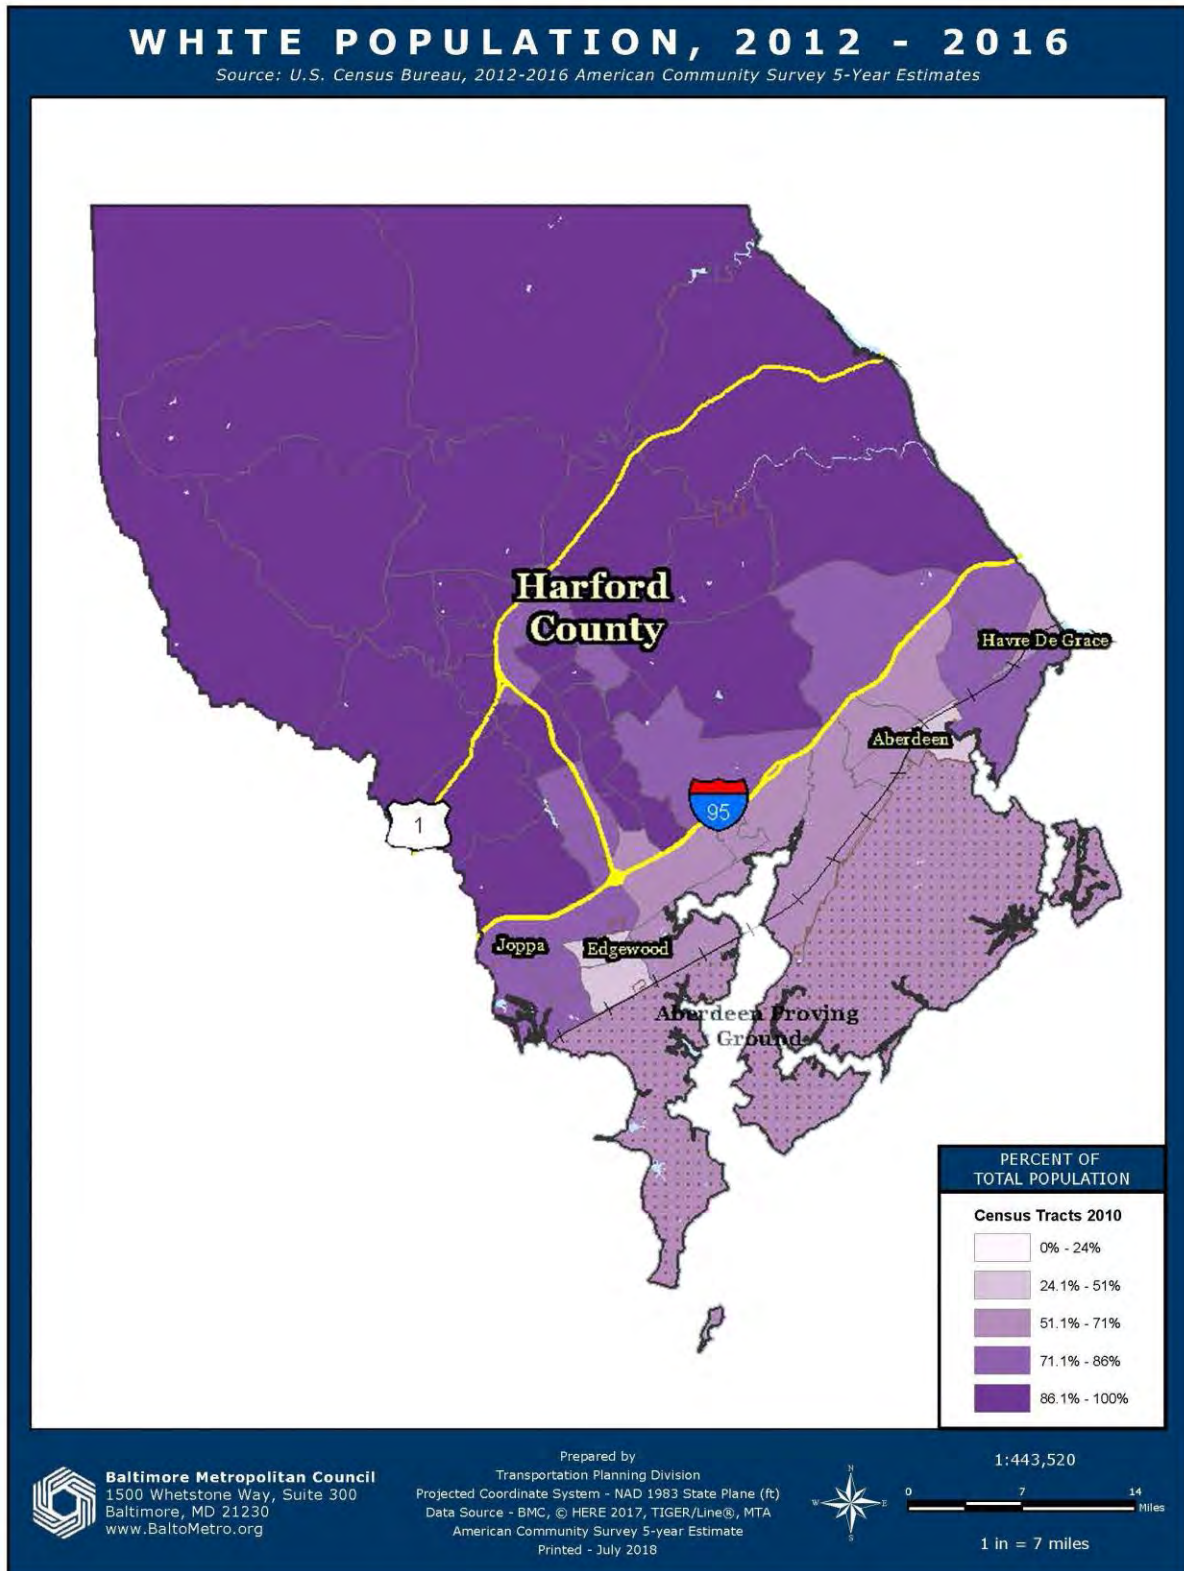 WHITE POPULATION, 2012 - 2016
Source: U.S. Census Bureau, 2012-2016 American Community Survey 5-Year Estimates
Harford
County
Havre De Grace
Aberdeen
95
1
Joppa
Edgewood
Aberdeen Proving
Ground
PERCENT OF
TOTAL POPULATION
Census Tracts 2010
0% - 24%
24.1% - 51%
51.1% - 71%
71.1% - 86%
86.1% - 100%
Baltimore Metropolitan Council
1500 Whetstone Way, Suite 300
Baltimore, MD 21230
www.BaltoMetro.org
Prepared by
Transportation Planning Division
Projected Coordinate System - NAD 1983 State Plane (ft)
Data Source - BMC, © HERE 2017, TIGER/Line®, MTA
American Community Survey 5-year Estimate
Printed - July 2018
N
W
E
S
1:443,520
0 7 14
Miles
1 in = 7 miles